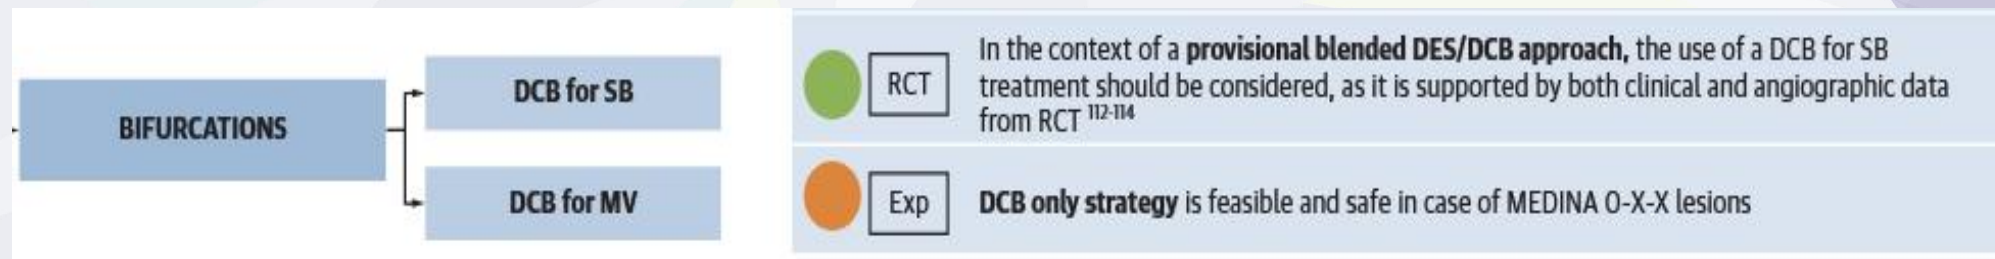 BIFURCATIONS
DCB for SB
DCB for MV
RCT
In the context of a provisional blended DES/DCB approach, the use of a DCB for SB
treatment should be considered, as it is supported by both clinical and angiographic data
from RCT 112-114
Exp
DCB only strategy is feasible and safe in case of MEDINA 0-X-X lesions